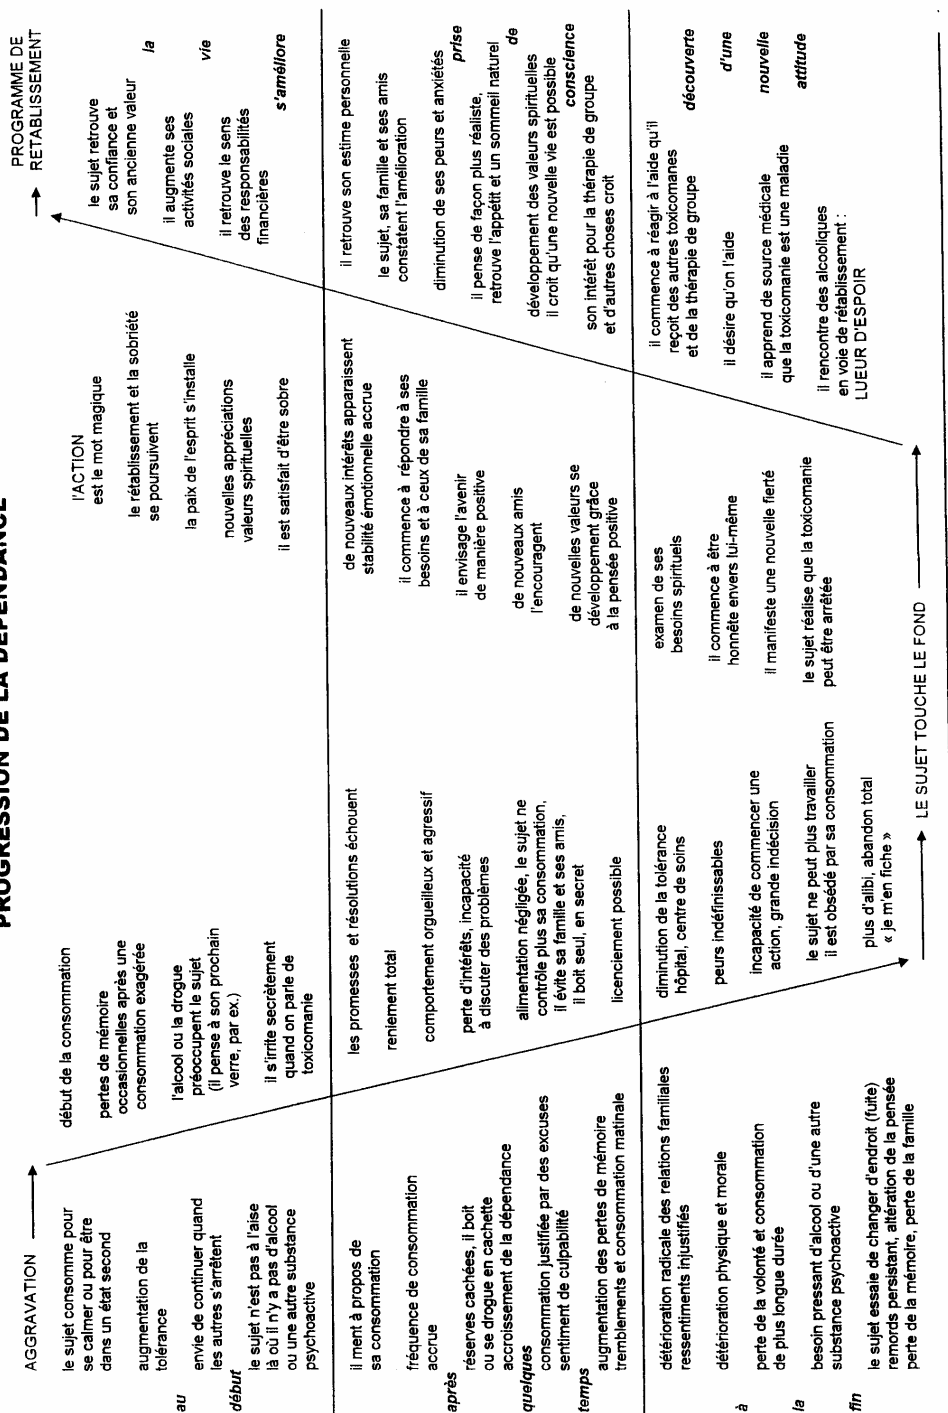 PROGRESSION DE LA DEPENDANCE
AGGRAVATION
le sujet consomme pour
se calmer ou pour être
dans un état second
augmentation de la
tolérance
envie de continuer quand
les autres s'arrêtent
le sujet n'est pas à l'aise
là où il n'y a pas d'alcool
ou une autre substance
psychoactive
au
début
début de la consommation
pertes de mémoire
occasionnelles après une
consommation exagérée
l'alcool ou la drogue
préoccupent le sujet
(il pense à son prochain
verre, par ex.)
il s'irrite secrètement
quand on parle de
toxicomanie
il ment à propos de
sa consommation
fréquence de consommation
accrue
réserves cachées, il boit
ou se drogue en cachette
accroissement de la dépendance
consommation justifiée par des excuses
sentiment de culpabilité
augmentation des pertes de mémoire
tremblements et consommation matinale
après
quelques
temps
les promesses et résolutions échouent
reniement total
comportement orgueilleux et agressif
perte d'intérêts, incapacité
à discuter des problèmes
alimentation négligée, le sujet ne
contrôle plus sa consommation,
il évite sa famille et ses amis,
il boit seul, en secret
licenciement possible
détérioration radicale des relations familiales
ressentiments injustifiés
détérioration physique et morale
perte de la volonté et consommation
de plus longue durée
besoin pressant d'alcool ou d'une autre
substance psychoactive
le sujet essaie de changer d'endroit (fuite)
remords persistant, altération de la pensée
perte de la mémoire, perte de la famille
à
la
fin
diminution de la tolérance
hôpital, centre de soins
peurs indéfinissables
incapacité de commencer une
action, grande indécision
le sujet ne peut plus travailler
il est obsédé par sa consommation
plus d'alibi, abandon total
« je m'en fiche »
LE SUJET TOUCHE LE FOND
examen de ses
besoins spirituels
il commence à être
honnête envers lui-même
il manifeste une nouvelle fierté
le sujet réalise que la toxicomanie
peut être arrêtée
il commence à réagir à l'aide qu'il
reçoit des autres toxicomanes
et de la thérapie de groupe
il désire qu'on l'aide
il apprend de source médicale
que la toxicomanie est une maladie
il rencontre des alcooliques
en voie de rétablissement :
LUEUR D'ESPOIR
découverte
d'une
nouvelle
attitude
de nouveaux intérêts apparaissent
stabilité émotionnelle accrue
il commence à répondre à ses
besoins et à ceux de sa famille
il envisage l'avenir
de manière positive
de nouveaux amis
l'encouragent
de nouvelles valeurs se
développement grâce
à la pensée positive
il retrouve son estime personnelle
le sujet, sa famille et ses amis
constatent l'amélioration
diminution de ses peurs et anxiétés
il pense de façon plus réaliste,
retrouve l'appétit et un sommeil naturel
développement des valeurs spirituelles
il croit qu'une nouvelle vie est possible
son intérêt pour la thérapie de groupe
et d'autres choses croit
prise
de
conscience
l'ACTION
est le mot magique
le rétablissement et la sobriété
se poursuivent
la paix de l'esprit s'installe
nouvelles appréciations
valeurs spirituelles
il est satisfait d'être sobre
PROGRAMME DE
RETABLISSEMENT
le sujet retrouve
sa confiance et
son ancienne valeur
il augmente ses
activités sociales
il retrouve le sens
des responsabilités
financières
la
vie
s'améliore